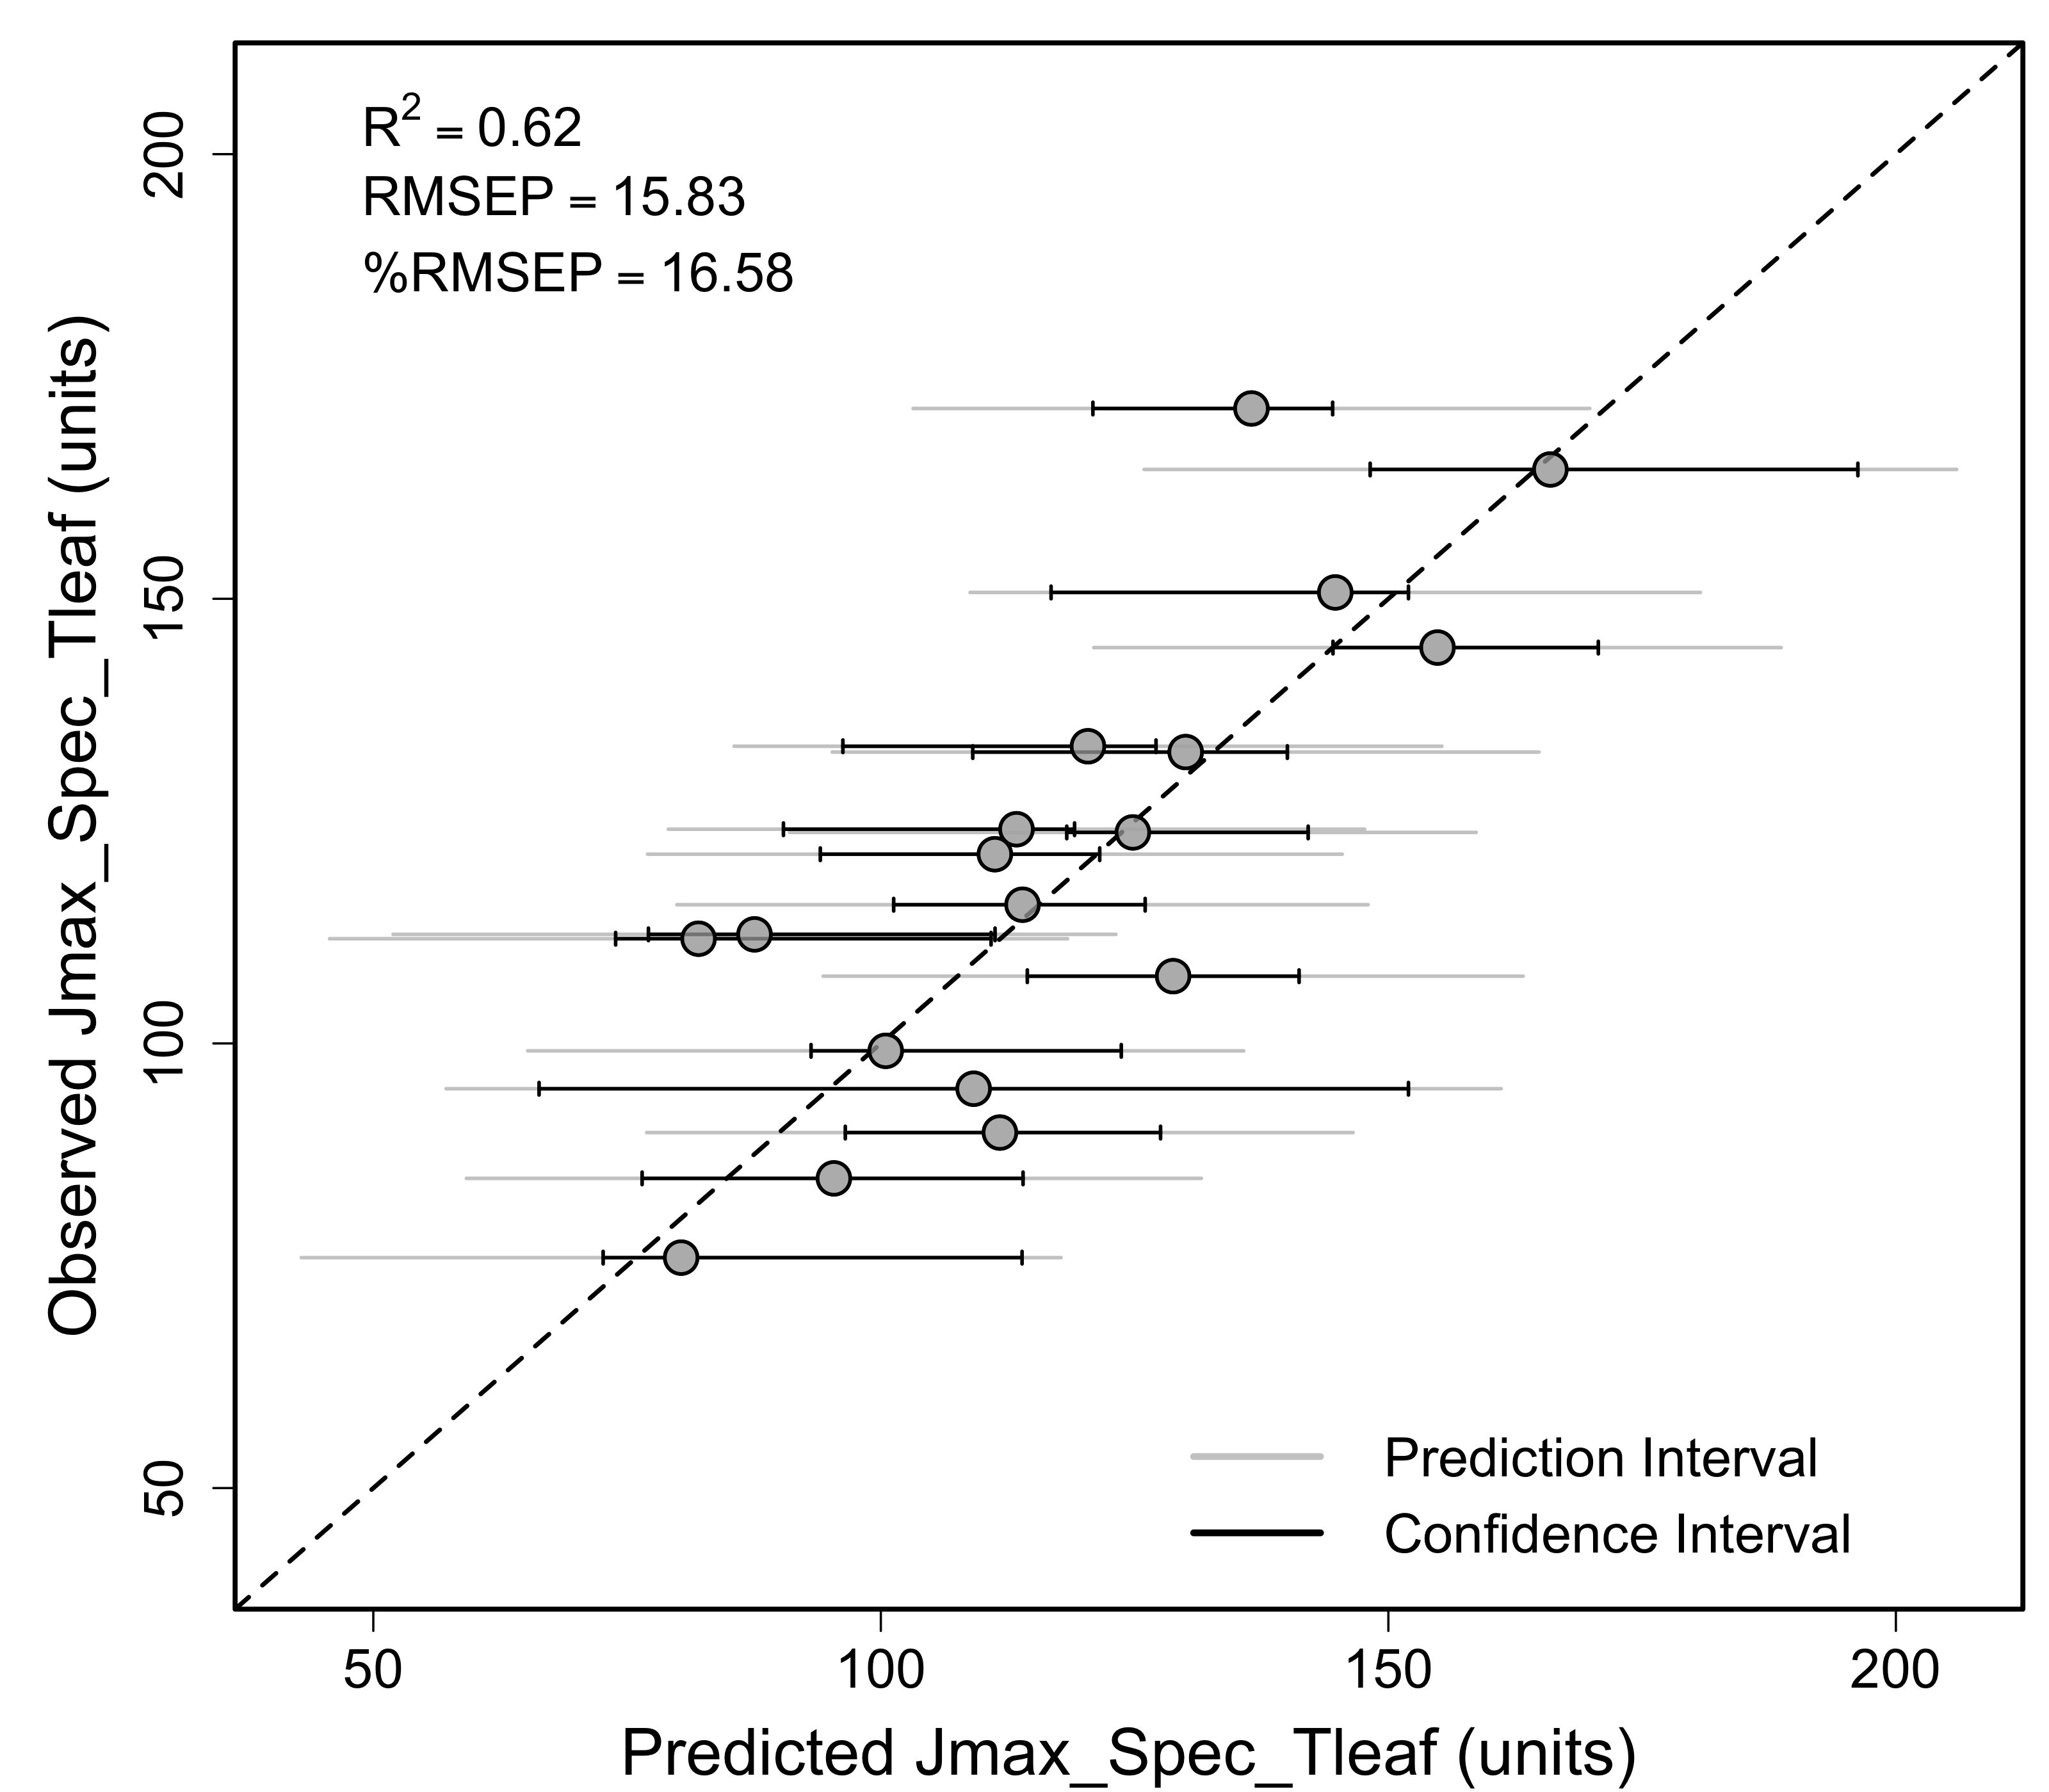 R² = 0.62
RMSEP = 15.83
%RMSEP = 16.58
Observed Jmax_Spec_Tleaf (units)
200
150
100
50
Prediction Interval
Confidence Interval
50 100 150 200
Predicted Jmax_Spec_Tleaf (units)